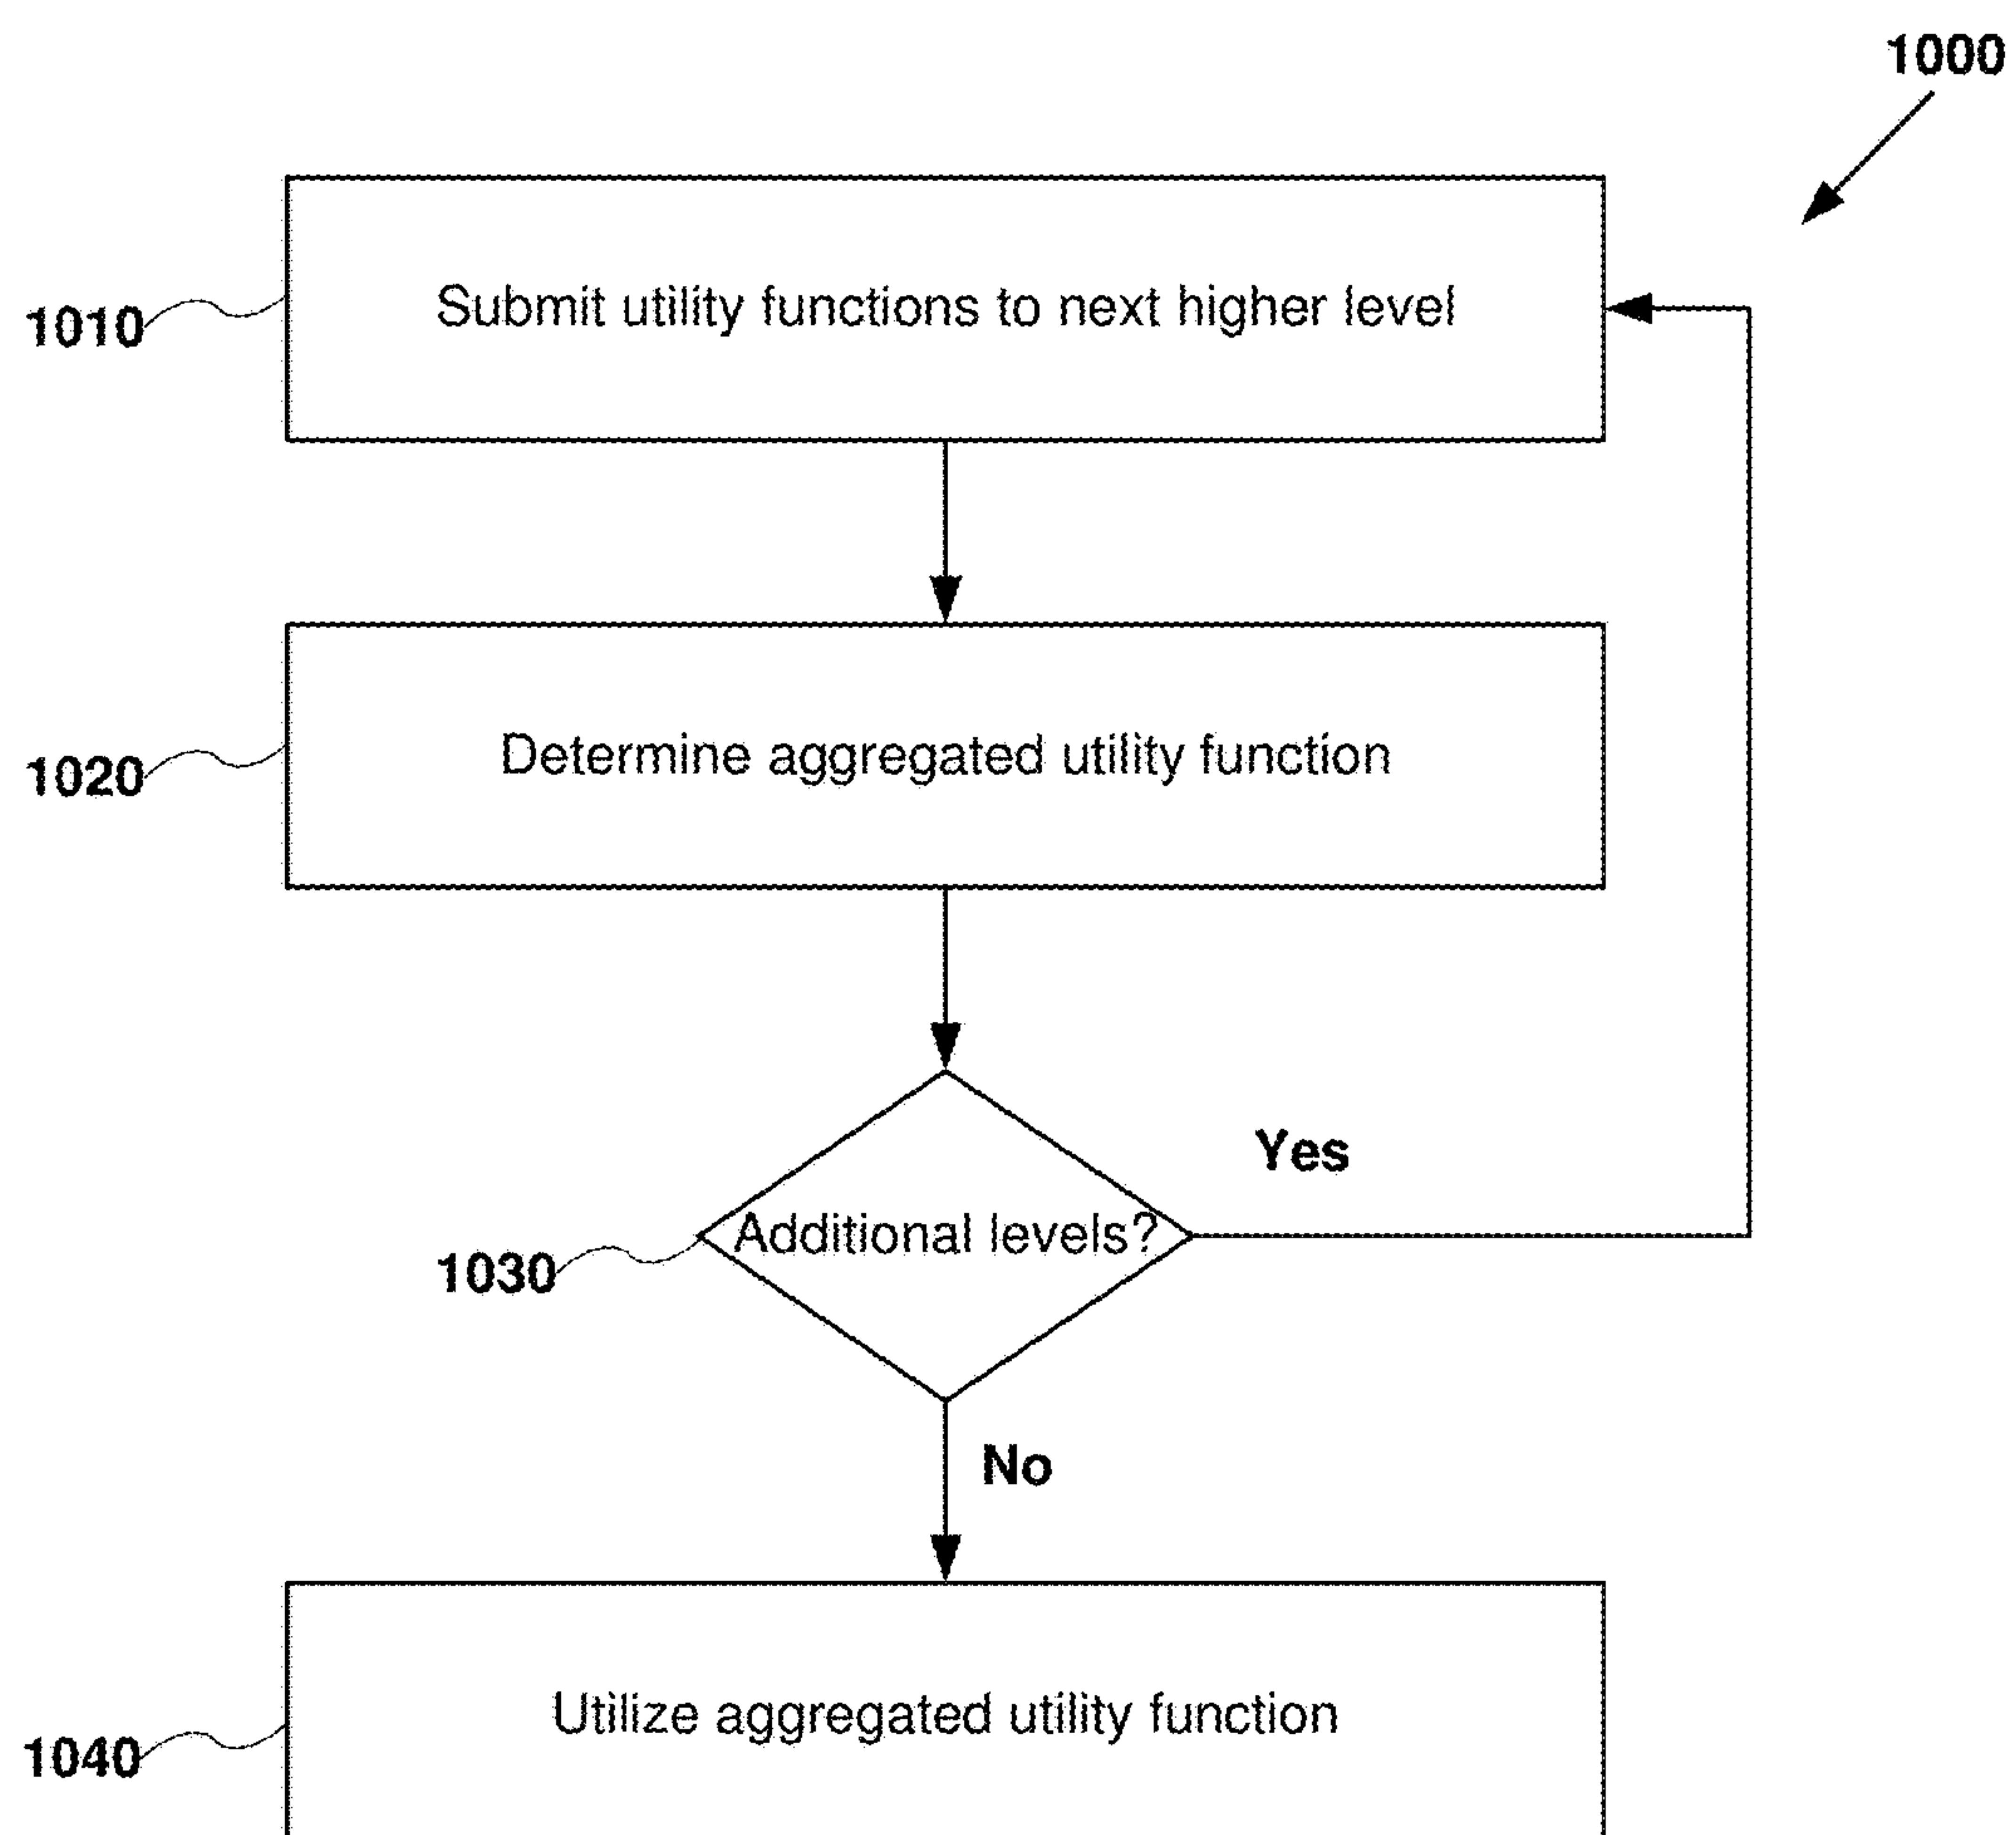 1000
1010
Submit utility functions to next higher level
1020
Determine aggregated utility function
Yes
1030
Additional levels?
No
1040
Utilize aggregated utility function